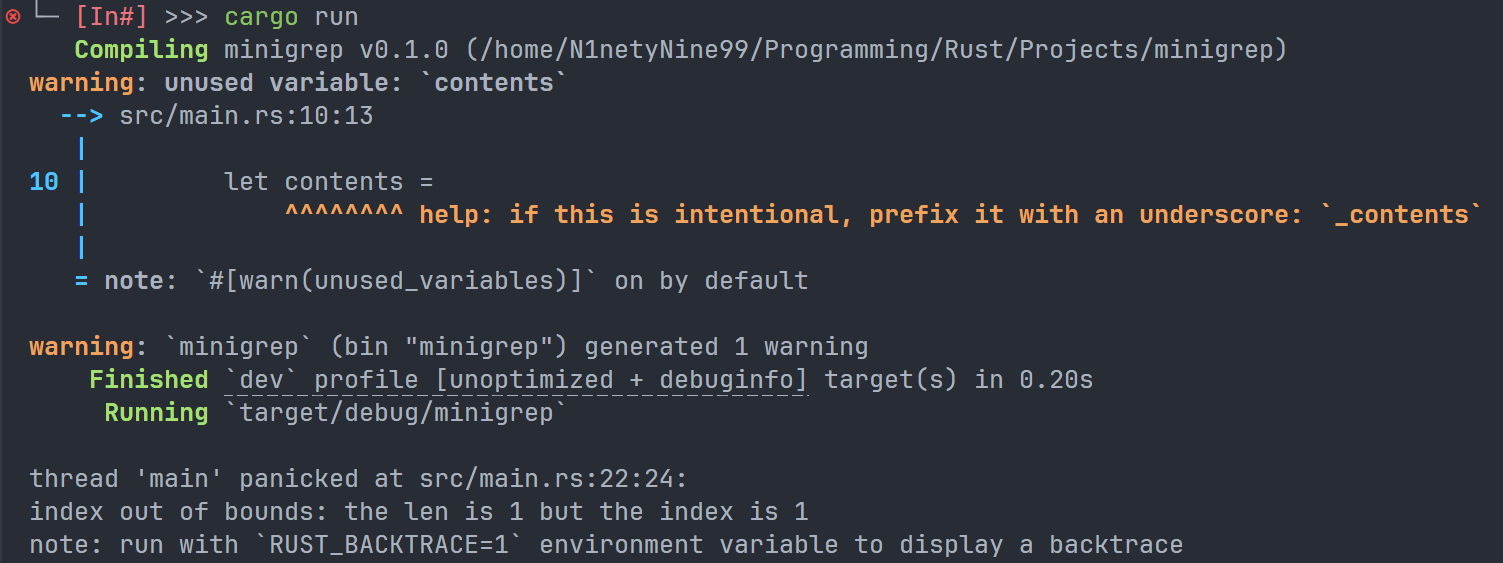 └─ [In#] >>> cargo run
   Compiling minigrep v0.1.0 (/home/N1netyNine99/Programming/Rust/Projects/minigrep)
warning: unused variable: `contents`
  --> src/main.rs:10:13
   |
10 |         let contents =
   |             ^^^^^^^^ help: if this is intentional, prefix it with an underscore: `_contents`
   |
   = note: `#[warn(unused_variables)]` on by default
warning: `minigrep` (bin "minigrep") generated 1 warning
    Finished `dev` profile [unoptimized + debuginfo] target(s) in 0.20s
     Running `target/debug/minigrep`
thread 'main' panicked at src/main.rs:22:24:
index out of bounds: the len is 1 but the index is 1
note: run with `RUST_BACKTRACE=1` environment variable to display a backtrace